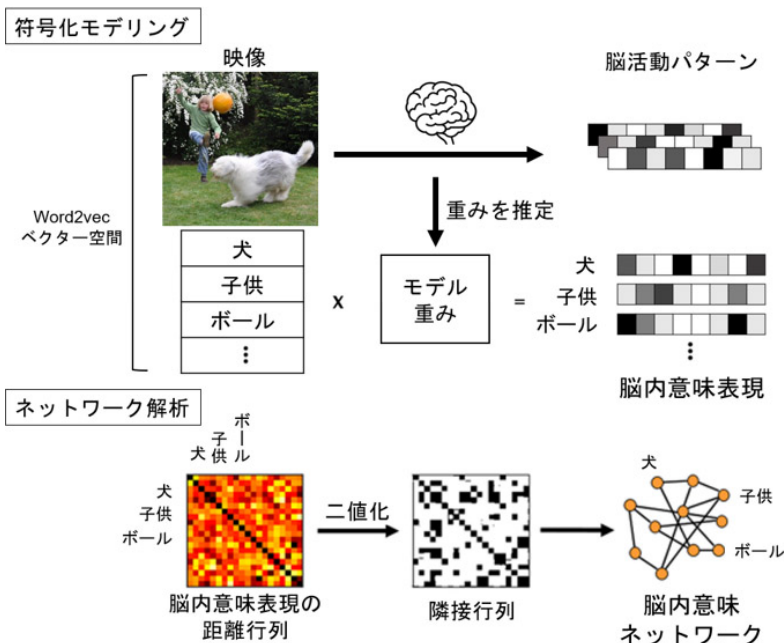 符号化モデリング
映像
脳活動パターン
Word2vec
ベクター空間
重みを推定
犬
子供
ボール
⋮
x
モデル
重み
=
犬
子供
ボール
⋮
脳内意味表現
ネットワーク解析
犬
子供
ボール
犬
子供
ボール
二値化
脳内意味表現の
距離行列
隣接行列
犬
子供
ボール
脳内意味
ネットワーク